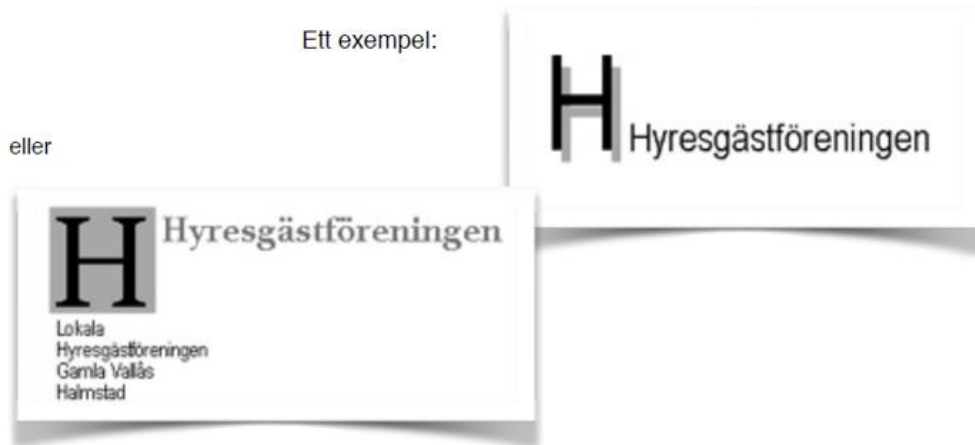 Ett exempel:
H Hyresgästföreningen
eller
H Hyresgästföreningen
Lokala
Hyresgästföreningen
Gamla Vallås
Halmstad